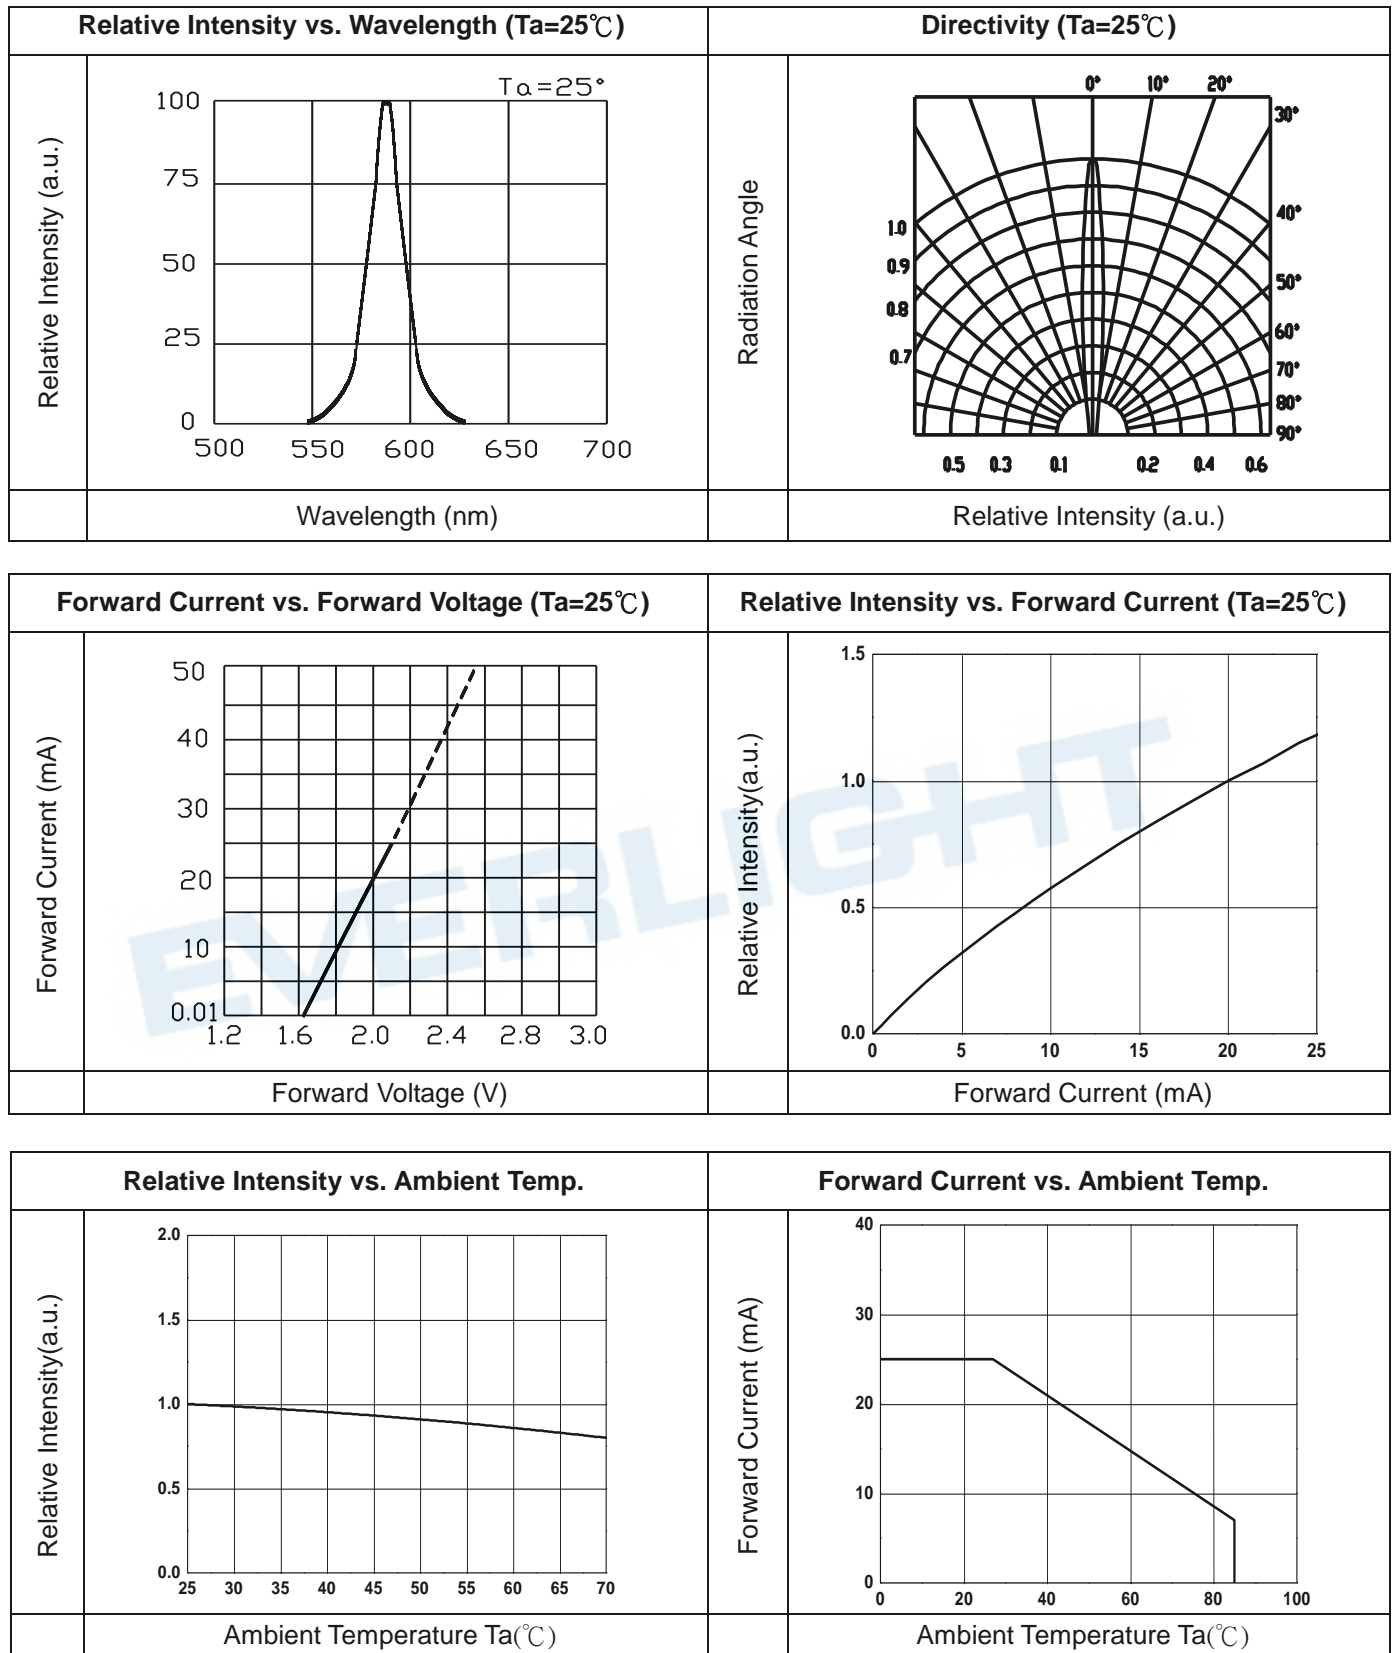 Relative Intensity vs. Wavelength (Ta=25℃)
Directivity (Ta=25℃)
Relative Intensity (a.u.)
Ta=25°
100
75
50
25
0
500 550 600 650 700
Wavelength (nm)
Radiation Angle
0° 10° 20°
30°
40°
50°
60°
70°
80°
90°
1.0
0.9
0.8
0.7
0.5 0.3 0.1 0.2 0.4 0.6
Relative Intensity (a.u.)
Forward Current vs. Forward Voltage (Ta=25℃)
Relative Intensity vs. Forward Current (Ta=25℃)
Forward Current (mA)
50
40
30
20
10
0.01
1.2 1.6 2.0 2.4 2.8 3.0
Forward Voltage (V)
Relative Intensity(a.u.)
1.5
1.0
0.5
0.0
0 5 10 15 20 25
Forward Current (mA)
EVERLIGHT
Relative Intensity vs. Ambient Temp.
Forward Current vs. Ambient Temp.
Relative Intensity(a.u.)
2.0
1.5
1.0
0.5
0.0
25 30 35 40 45 50 55 60 65 70
Ambient Temperature Ta(℃)
Forward Current (mA)
40
30
20
10
0
0 20 40 60 80 100
Ambient Temperature Ta(℃)